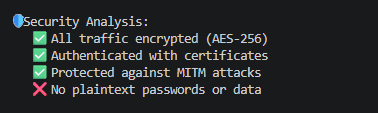 🛡️Security Analysis:
✅ All traffic encrypted (AES-256)
✅ Authenticated with certificates
✅ Protected against MITM attacks
❌ No plaintext passwords or data